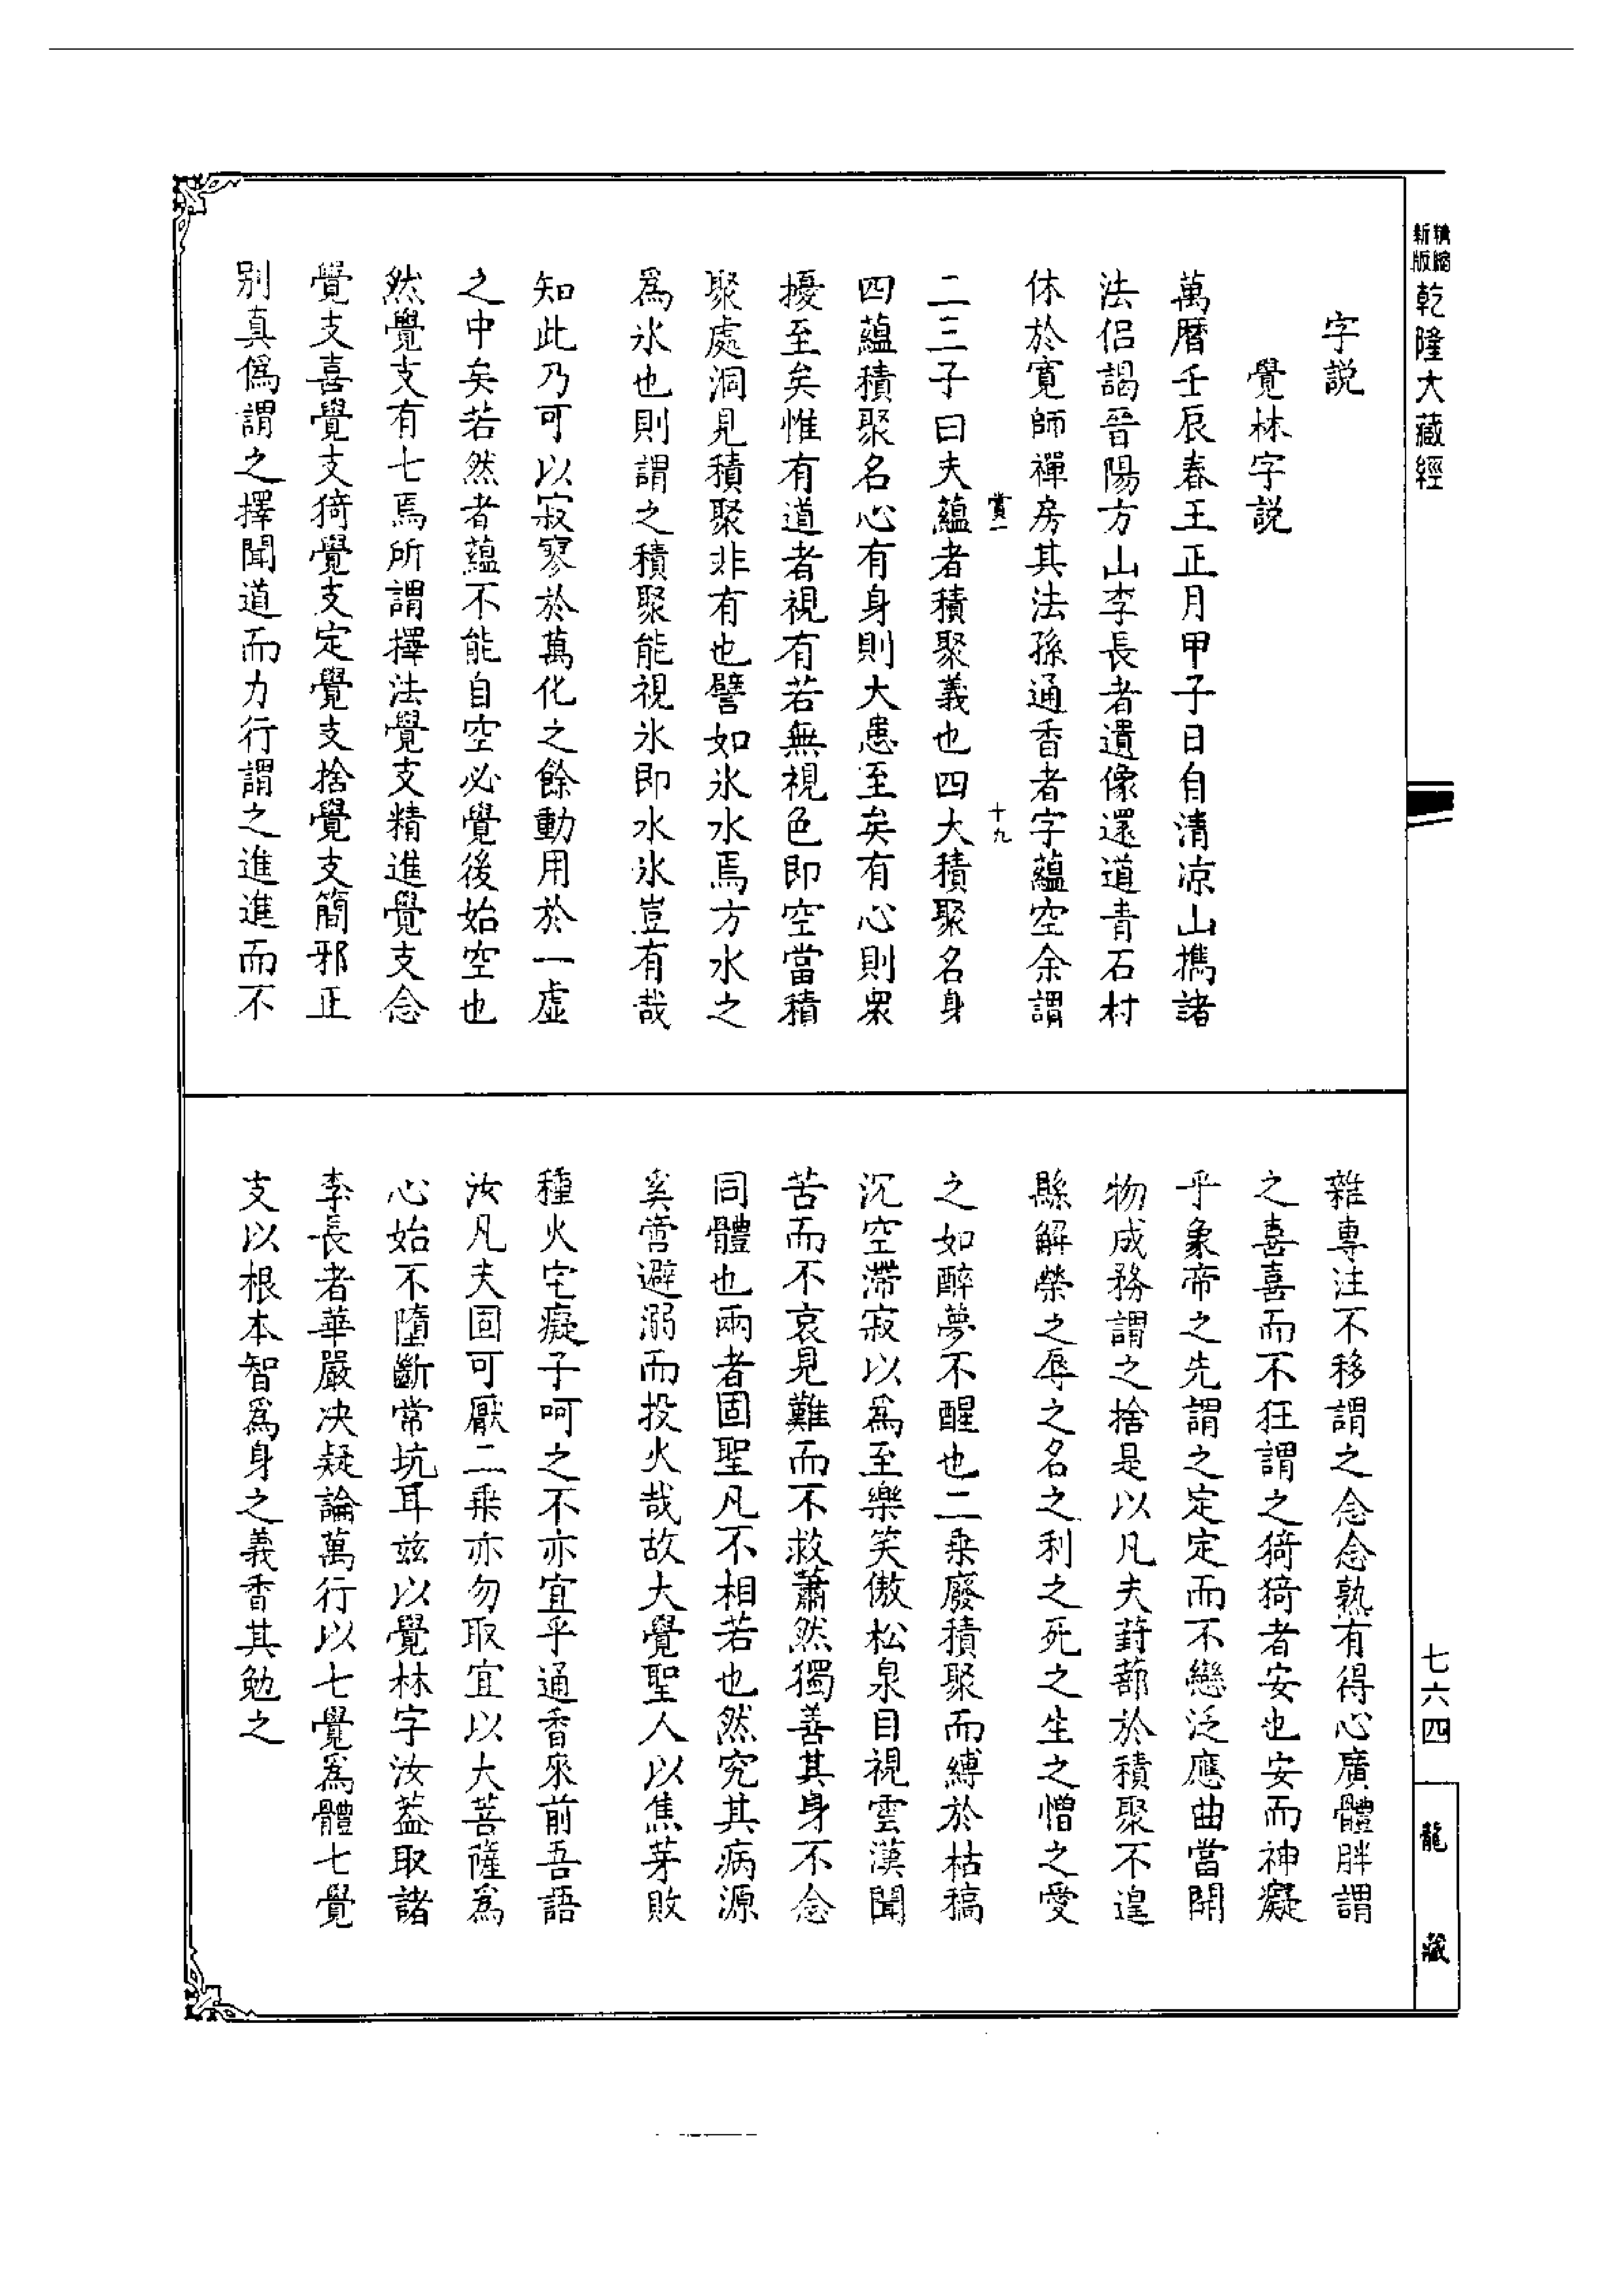 精縮新版乾隆大藏經
字説
覺林字説
萬曆壬辰春王正月甲子日自清凉山擕諸
法侣謁晉陽方山李長者遺像還道青石村
休於寬師禪房其法孫通香者字蘊空余謂
賞一 十九
二三子曰夫蘊者積聚義也四大積聚名身
四蘊積聚名心有身則大患至矣有心則衆
擾至矣惟有道者視有若無視色即空當積
聚處洞見積聚非有也譬如氷水焉方水之
爲氷也則謂之積聚能視氷即水氷豈有哉
知此乃可以寂寥於萬化之餘動用於一虚
之中矣若然者蘊不能自空必覺後始空也
然覺支有七焉所謂擇法覺支精進覺支念
覺支喜覺支猗覺支定覺支捨覺支簡邪正
别真僞謂之擇聞道而力行謂之進進而不
雜專注不移謂之念念熟有得心廣體胖謂
之喜喜而不狂謂之猗猗者安也安而神凝
乎象帝之先謂之定定而不戀泛應曲當開
物成務謂之捨是以凡夫蔀蔀於積聚不遑
縣解榮之辱之名之利之死之生之憎之愛
之如醉夢不醒也二乘廢積聚而縛於枯稿
沉空滯寂以爲至樂笑傲松泉目視雲漢聞
苦而不哀見難而不救蕭然獨善其身不念
同體也兩者固聖凡不相若也然究其病源
奚啻避溺而投火哉故大覺聖人以焦芽敗
種火宅癡子呵之不亦宜乎通香來前吾語
汝凡夫固可厭二乘亦勿取宜以大菩薩爲
心始不墮斷常坑耳兹以覺林字汝葢取諸
李長者華嚴决疑論萬行以七覺爲體七覺
支以根本智爲身之義香其勉之
七六四
龍藏